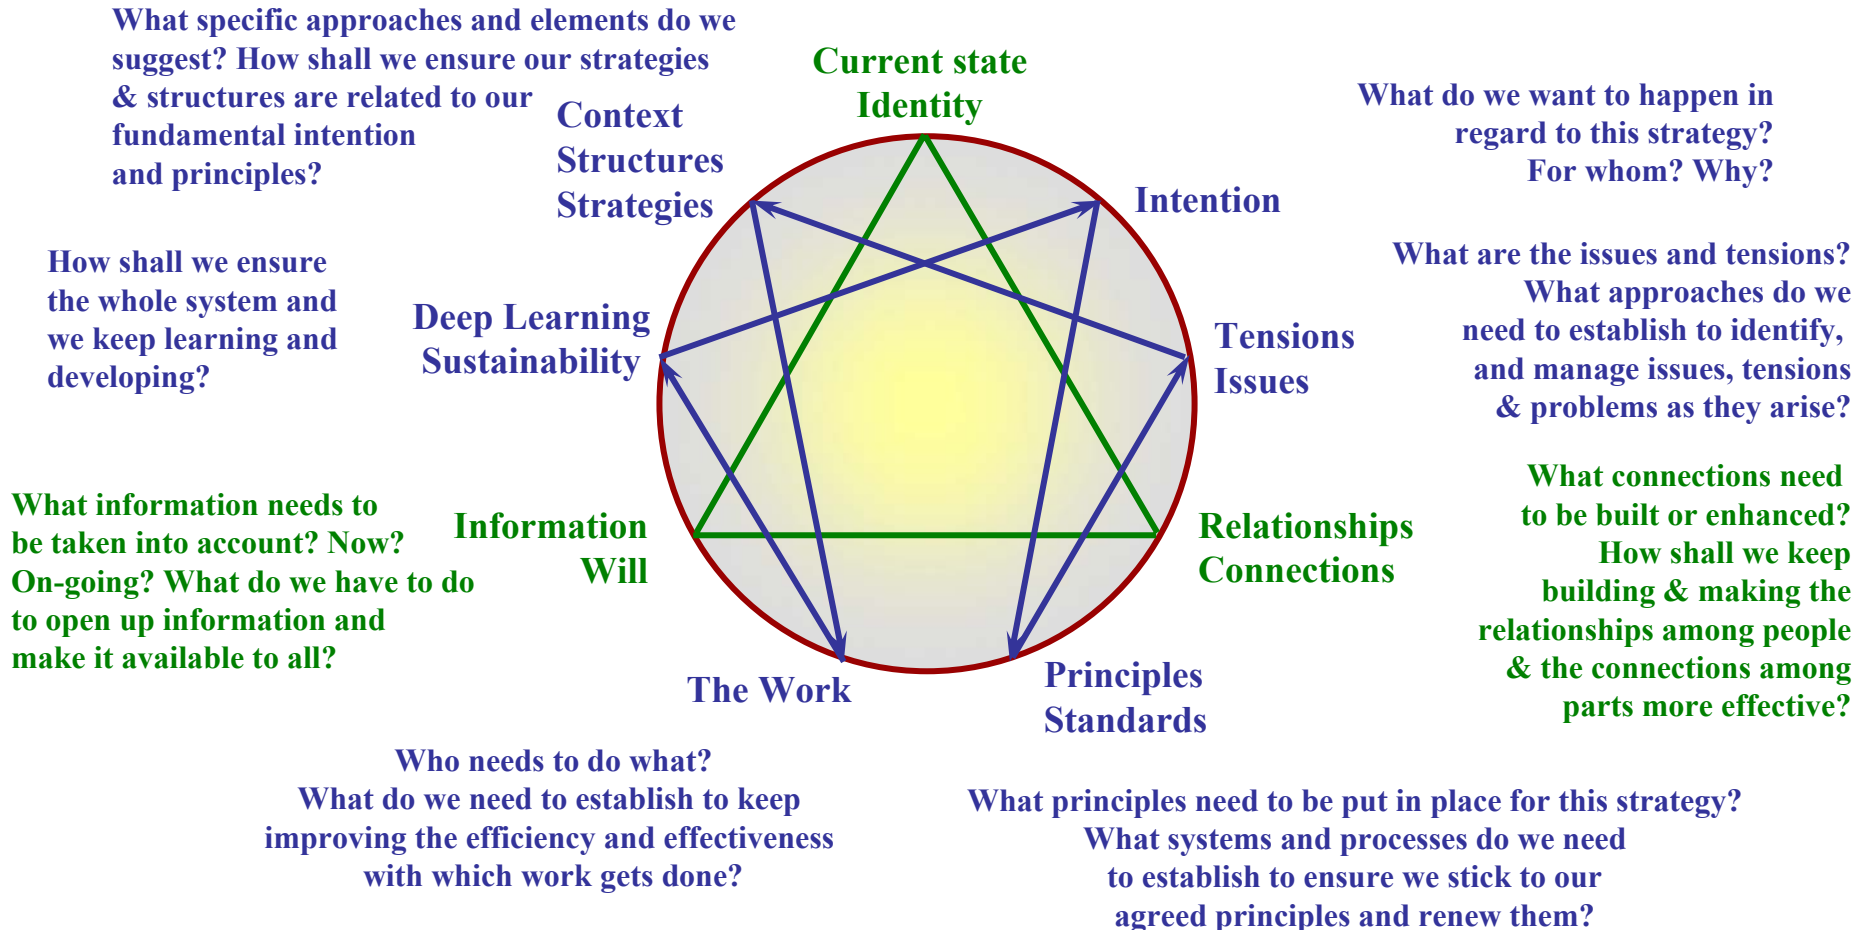 What specific approaches and elements do we
suggest? How shall we ensure our strategies
& structures are related to our
fundamental intention
and principles?
Context
Structures
Strategies
Current state
Identity
What do we want to happen in
regard to this strategy?
For whom? Why?
Intention
How shall we ensure
the whole system and
we keep learning and
developing?
Deep Learning
Sustainability
What are the issues and tensions?
What approaches do we
need to establish to identify,
and manage issues, tensions
& problems as they arise?
Tensions
Issues
What information needs to
be taken into account? Now?
On-going? What do we have to do
to open up information and
make it available to all?
Information
Will
Relationships
Connections
What connections need
to be built or enhanced?
How shall we keep
building & making the
relationships among people
& the connections among
parts more effective?
The Work
Principles
Standards
Who needs to do what?
What do we need to establish to keep
improving the efficiency and effectiveness
with which work gets done?
What principles need to be put in place for this strategy?
What systems and processes do we need
to establish to ensure we stick to our
agreed principles and renew them?